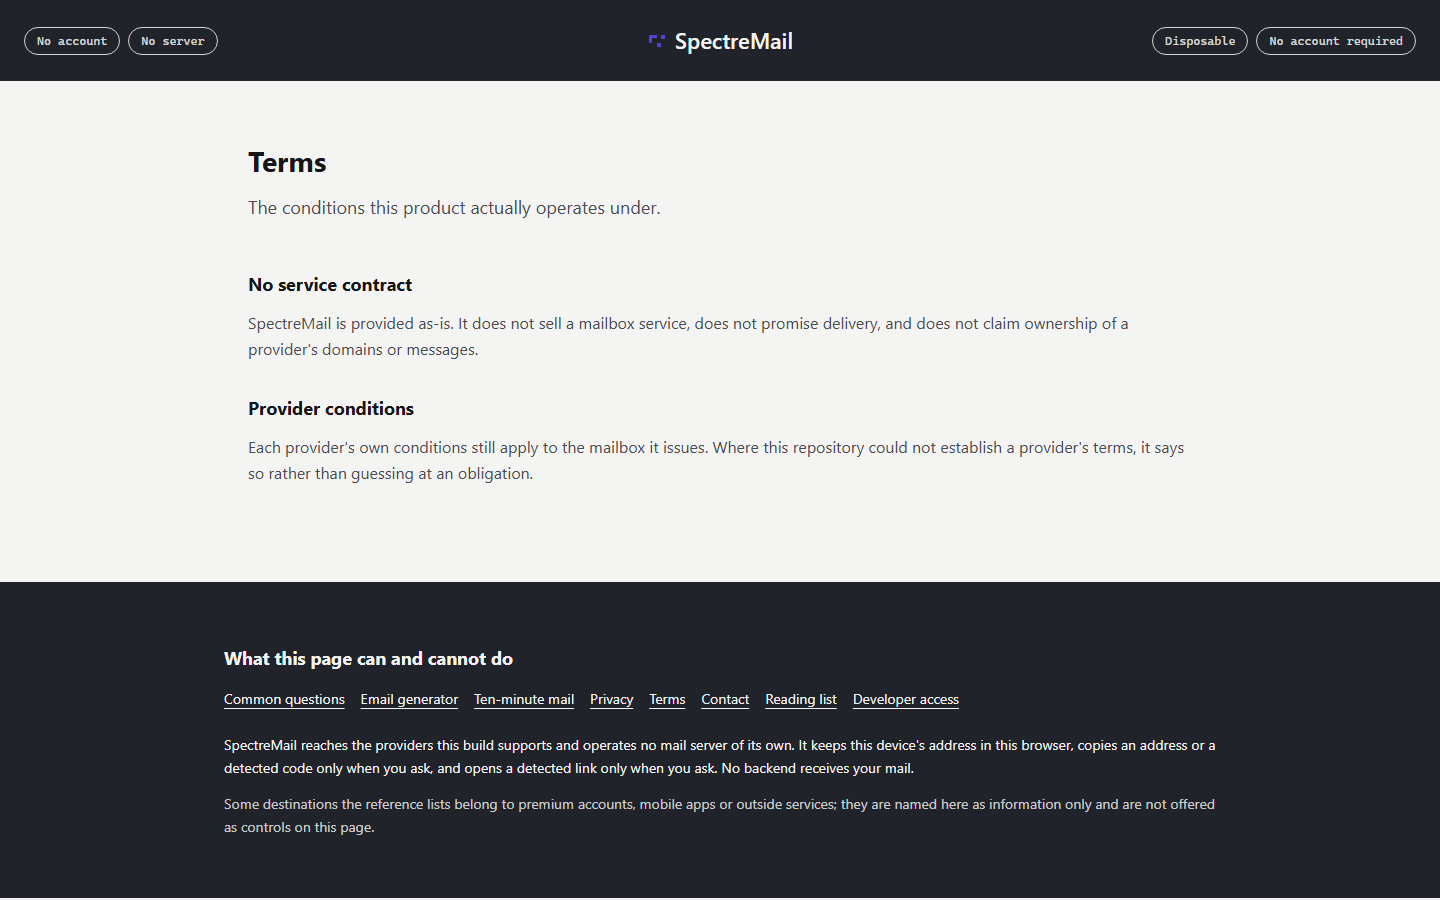 No account
No server
SpectreMail
Disposable
No account required
Terms
The conditions this product actually operates under.
No service contract
SpectreMail is provided as-is. It does not sell a mailbox service, does not promise delivery, and does not claim ownership of a
provider's domains or messages.
Provider conditions
Each provider's own conditions still apply to the mailbox it issues. Where this repository could not establish a provider's terms, it says
so rather than guessing at an obligation.
What this page can and cannot do
Common questions Email generator Ten-minute mail Privacy Terms Contact Reading list Developer access
SpectreMail reaches the providers this build supports and operates no mail server of its own. It keeps this device's address in this browser, copies an address or a
detected code only when you ask, and opens a detected link only when you ask. No backend receives your mail.
Some destinations the reference lists belong to premium accounts, mobile apps or outside services; they are named here as information only and are not offered
as controls on this page.